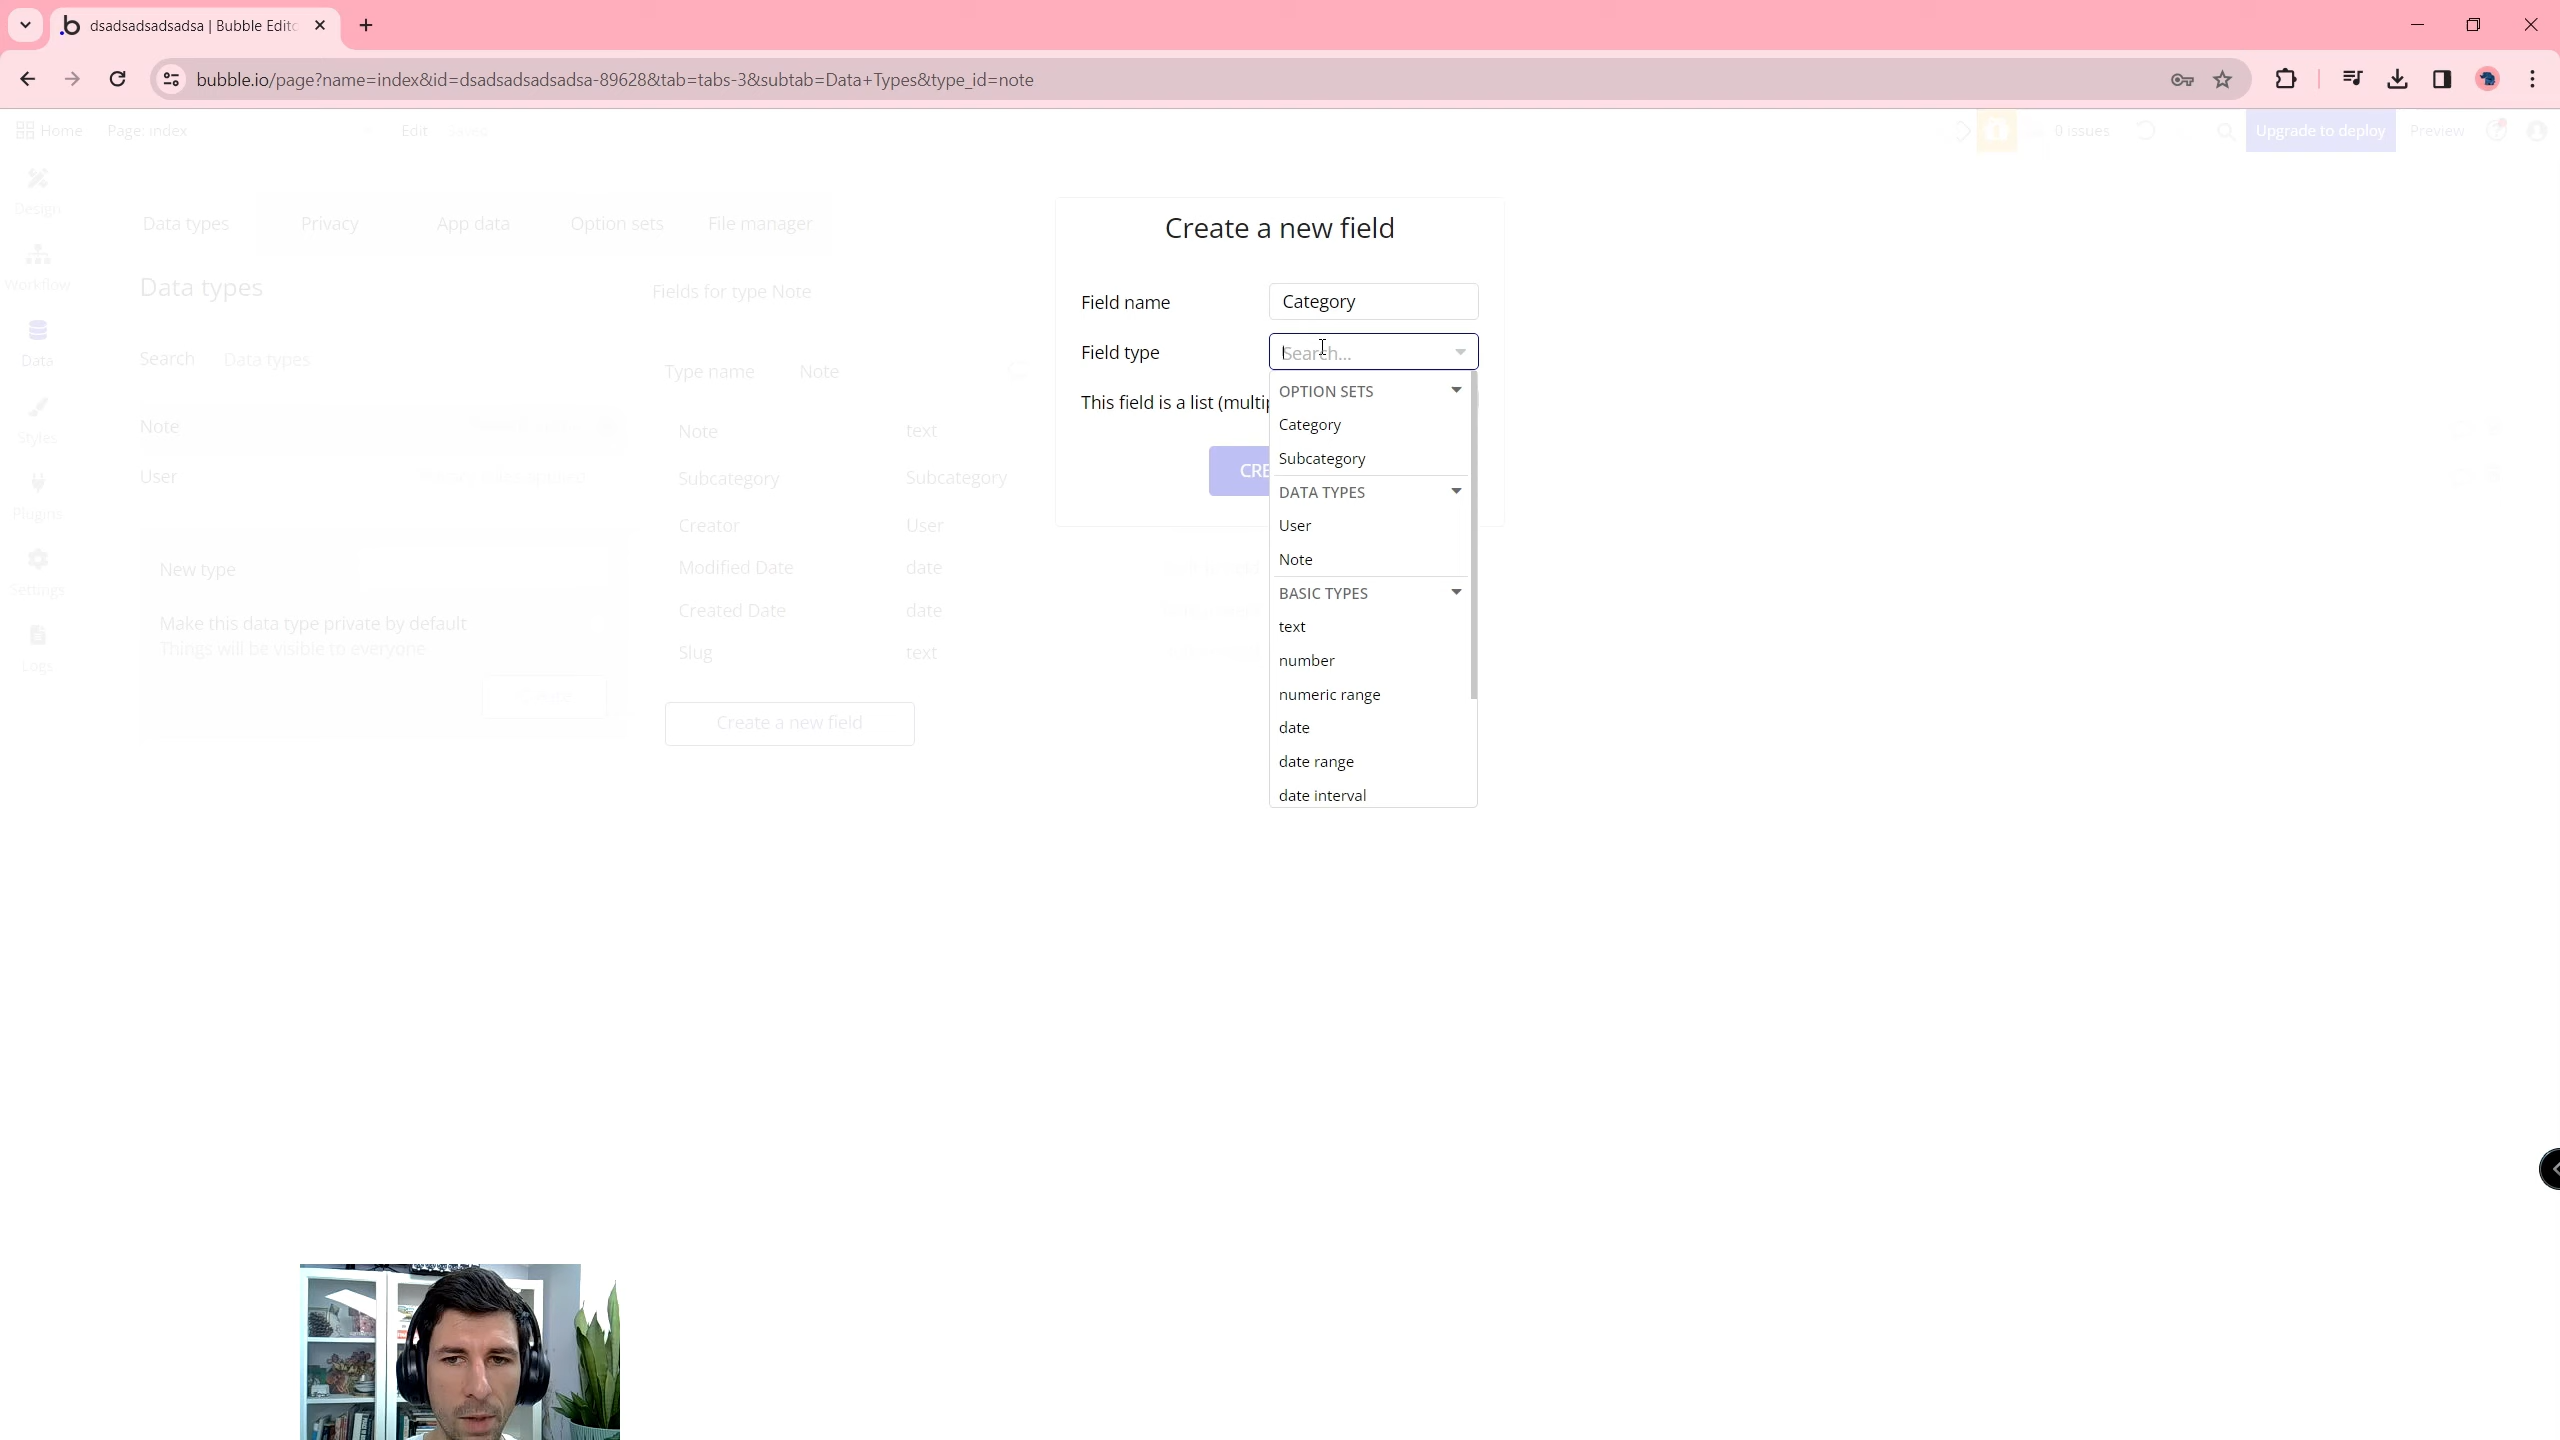 dsadsadsadsadsa | Bubble Edito
bubble.io/page?name=index&id=dsadsadsadsadsa-89628&tab=tabs-3&subtab=Data+Types&type_id=note
Home Page: index Edit Saved 0 issues Upgrade to deploy Preview
Design
Workflow
Data
Styles
Plugins
Settings
Logs
Data types Privacy App data Option sets File manager
Data types
Search Data types
Note
User
New type
Make this data type private by default
Things will be visible to everyone
Fields for type Note
Type name Note
Note text
Subcategory Subcategory
Creator User
Modified Date date
Created Date date
Slug text
Create a new field
Create a new field
Field name Category
Field type Search...
This field is a list (multip
CRE
OPTION SETS
Category
Subcategory
DATA TYPES
User
Note
BASIC TYPES
text
number
numeric range
date
date range
date interval